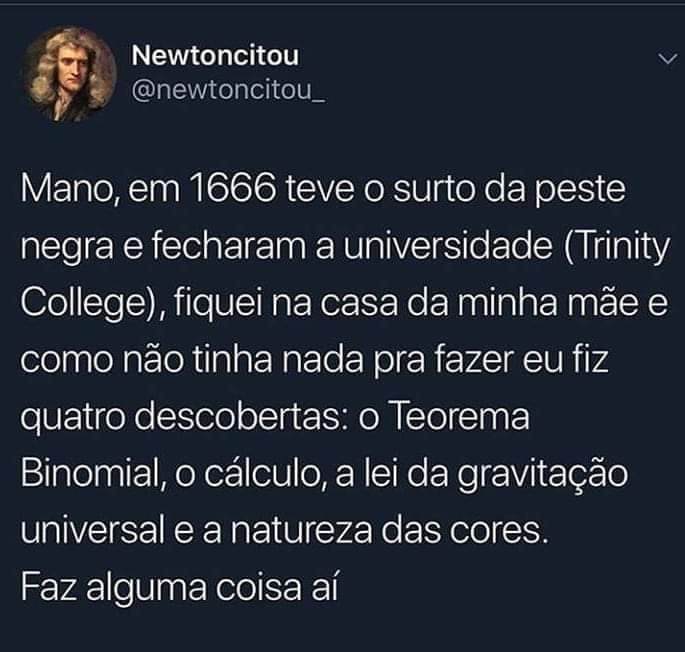 Newtoncitou
@newtoncitou_
Mano, em 1666 teve o surto da peste
negra e fecharam a universidade (Trinity
College), fiquei na casa da minha mãe e
como não tinha nada pra fazer eu fiz
quatro descobertas: o Teorema
Binomial, o cálculo, a lei da gravitação
universal e a natureza das cores.
Faz alguma coisa aí